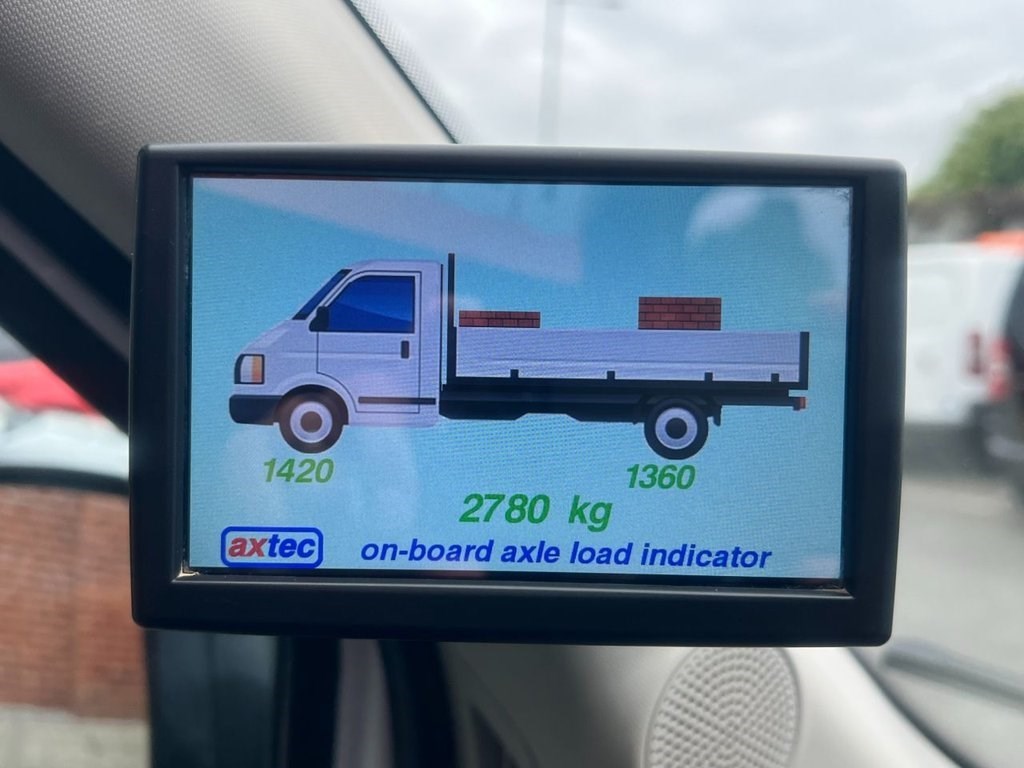 1420
1360
2780 kg
axtec
on-board axle load indicator